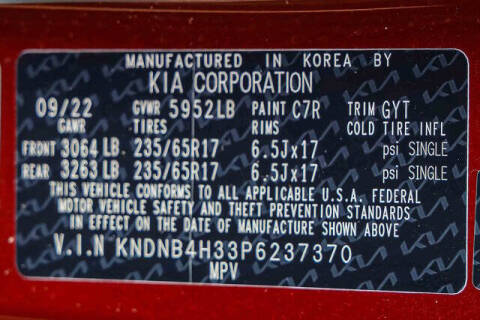 MANUFACTURED IN KOREA BY
KIA CORPORATION
09/22 GVWR 5952LB PAINT C7R TRIM GYT
GAWR TIRES RIMS COLD TIRE INFL
FRONT 3064 LB. 235/65R17 6.5Jx17 psi SINGLE
REAR 3263 LB 235/65R17 6.5Jx17 psi SINGLE
THIS VEHICLE CONFORMS TO ALL APPLICABLE U.S.A. FEDERAL
MOTOR VEHICLE SAFETY AND THEFT PREVENTION STANDARDS
IN EFFECT ON THE DATE OF MANUFACTURE SHOWN ABOVE
V.I.N KNDNB4H33P6237370
MPV